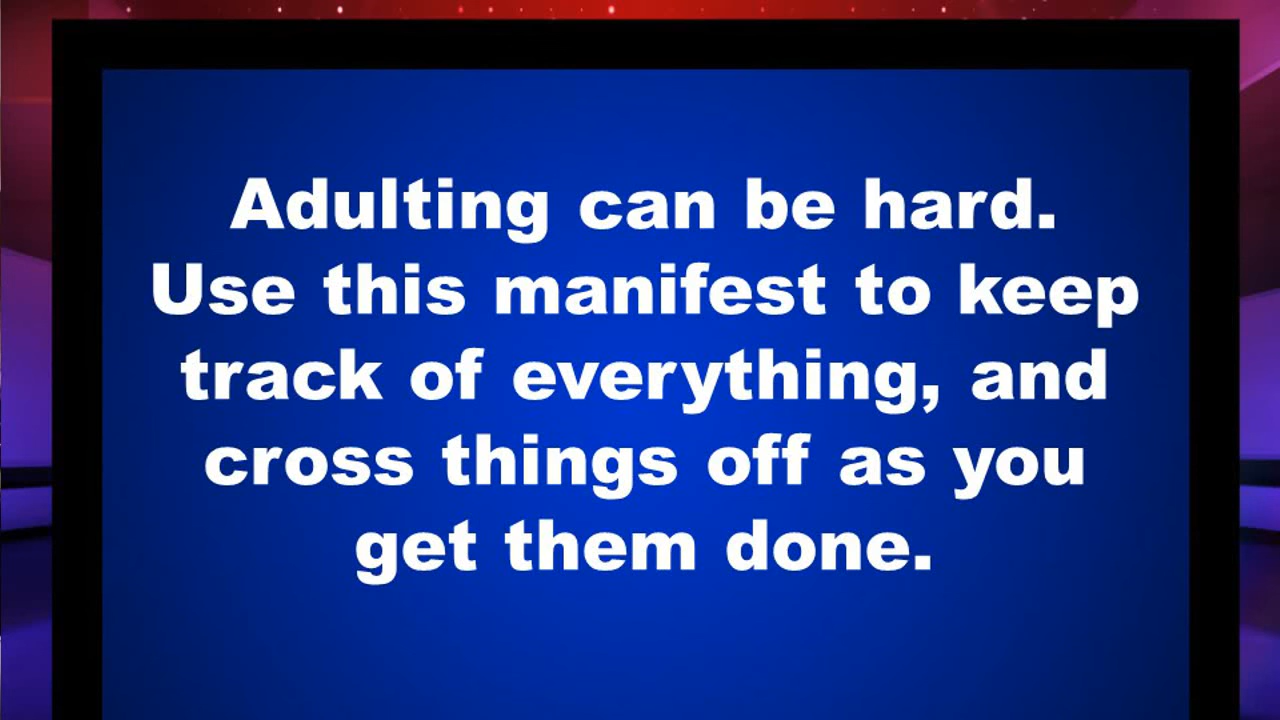 Adulting can be hard.
Use this manifest to keep
track of everything, and
cross things off as you
get them done.